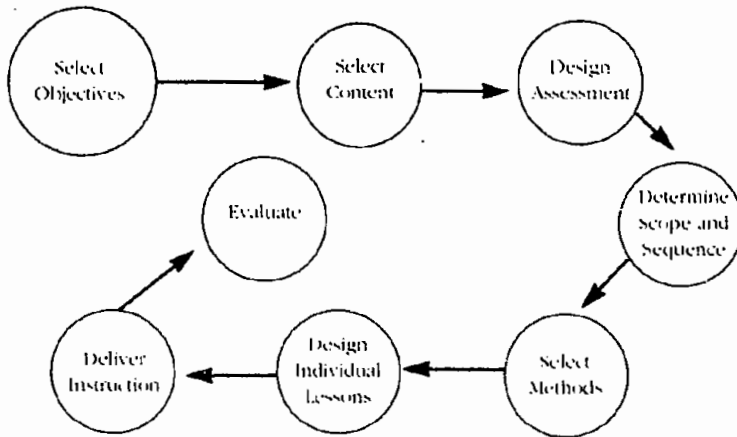 Select
Objectives
Select
Content
Design
Assessment
Determine
Scope and
Sequence
Select
Methods
Design
Individual
Lessons
Deliver
Instruction
Evaluate